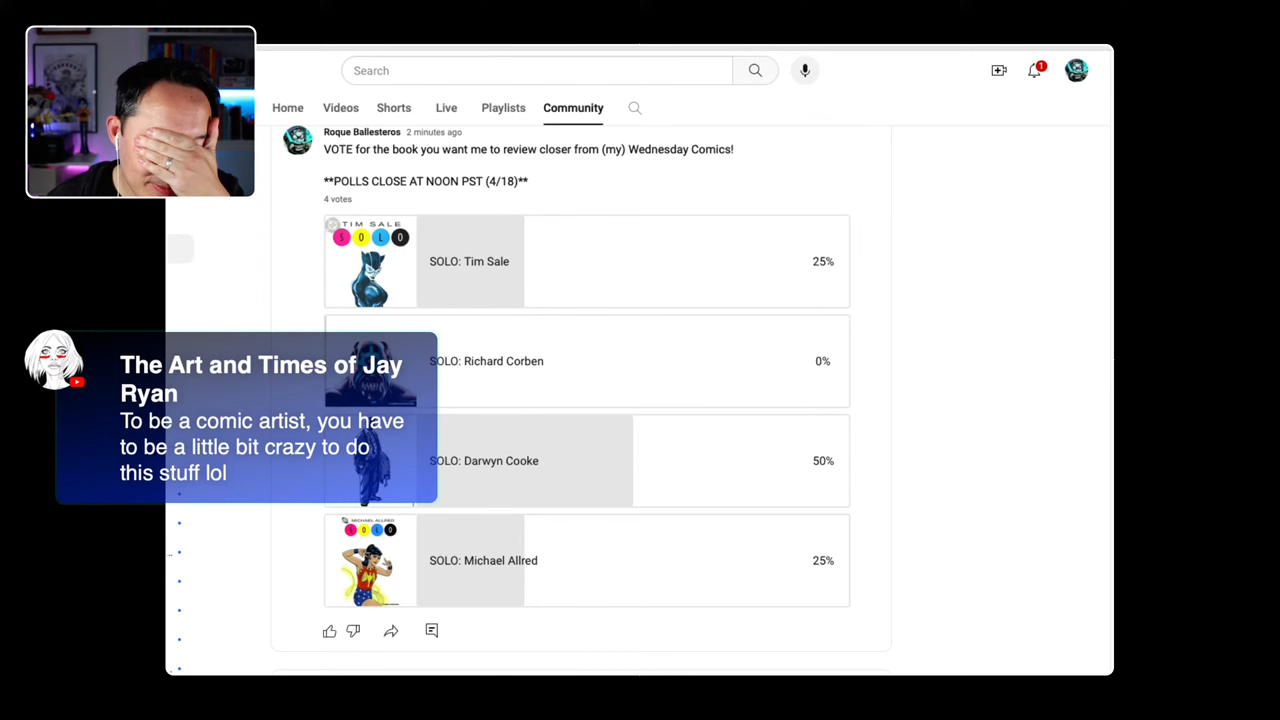 Search
1
Home Videos Shorts Live Playlists Community
Roque Ballesteros 2 minutes ago
VOTE for the book you want me to review closer from (my) Wednesday Comics!
**POLLS CLOSE AT NOON PST (4/18)**
4 votes
TIM SALE
SOLO
SOLO: Tim Sale
25%
SOLO: Richard Corben
0%
The Art and Times of Jay
Ryan
To be a comic artist, you have
to be a little bit crazy to do
this stuff lol
SOLO: Darwyn Cooke
50%
MICHAEL ALLRED
SOLO
SOLO: Michael Allred
25%